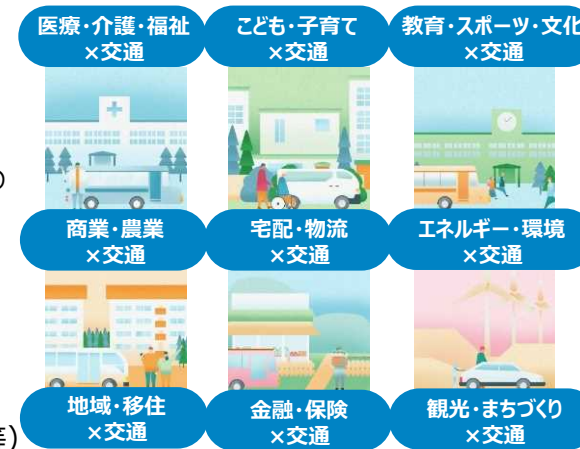 医療・介護・福祉
×交通
こども・子育て
×交通
教育・スポーツ・文化
×交通
の
商業・農業
×交通
宅配・物流
×交通
エネルギー・環境
×交通
地域・移住
×交通
金融・保険
×交通
観光・まちづくり
×交通
等)